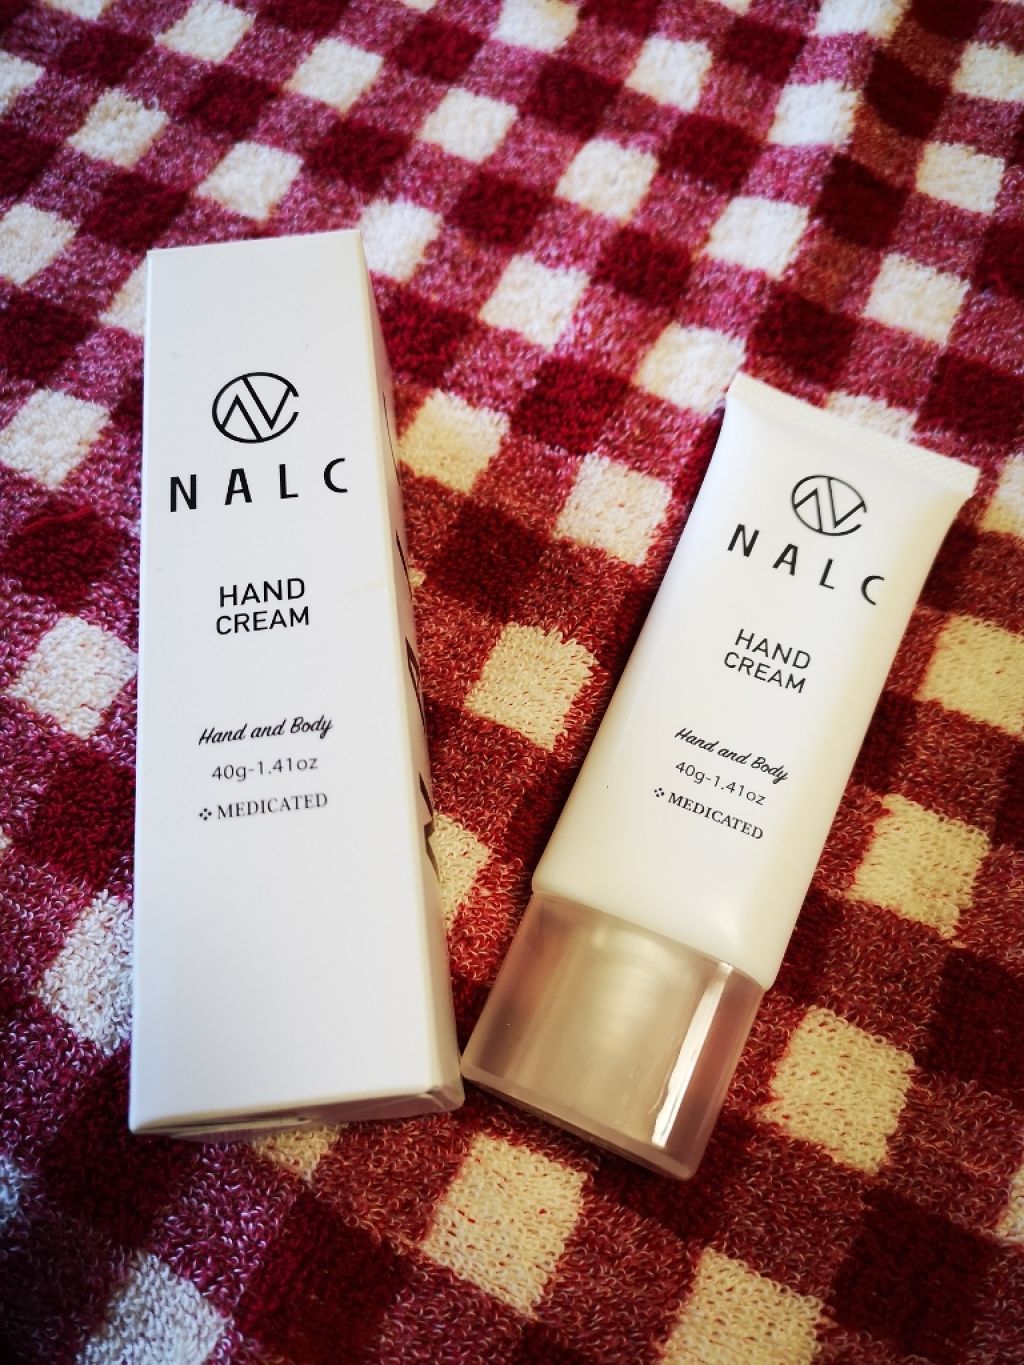 NALC
HAND
CREAM
Hand and Body
40g-1.41oz
MEDICATED
NALC
HAND
CREAM
Hand and Body
40g-1.41oz
MEDICATED